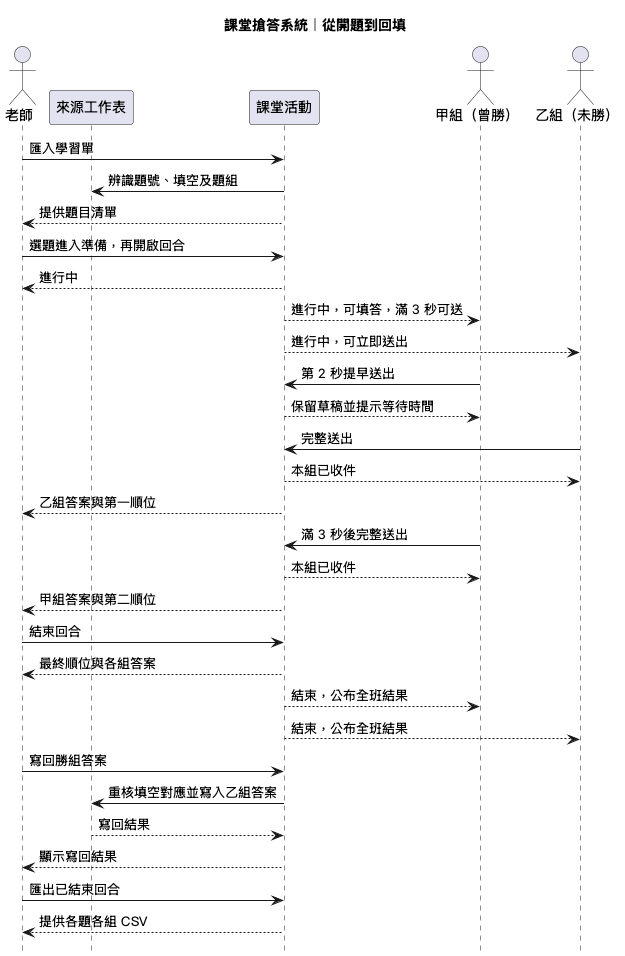 課堂搶答系統｜從開題到回填
老師
來源工作表
課堂活動
甲組（曾勝）
乙組（未勝）
匯入學習單
辨識題號、填空及題組
提供題目清單
選題進入準備，再開啟回合
進行中
進行中，可填答，滿 3 秒可送
進行中，可立即送出
第 2 秒提早送出
保留草稿並提示等待時間
完整送出
本組已收件
乙組答案與第一順位
滿 3 秒後完整送出
本組已收件
甲組答案與第二順位
結束回合
最終順位與各組答案
結束，公布全班結果
結束，公布全班結果
寫回勝組答案
重核填空對應並寫入乙組答案
寫回結果
顯示寫回結果
匯出已結束回合
提供各題各組 CSV